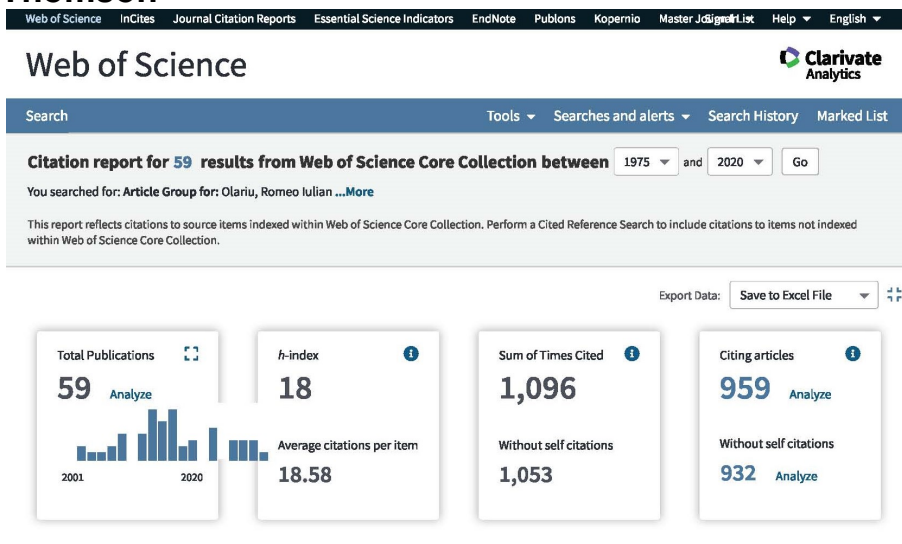 Thomson
Web of Science InCites Journal Citation Reports Essential Science Indicators EndNote Publons Kopernio Master Journal List Sign In Help English
Web of Science
Clarivate
Analytics
Search Tools Searches and alerts Search History Marked List
Citation report for 59 results from Web of Science Core Collection between 1975 and 2020 Go
You searched for: Article Group for: Olariu, Romeo Iulian ...More
This report reflects citations to source items indexed within Web of Science Core Collection. Perform a Cited Reference Search to include citations to items not indexed
within Web of Science Core Collection.
Export Data: Save to Excel File
Total Publications
59 Analyze
2001 2020
h-index
18
Average citations per item
18.58
Sum of Times Cited
1,096
Without self citations
1,053
Citing articles
959 Analyze
Without self citations
932 Analyze